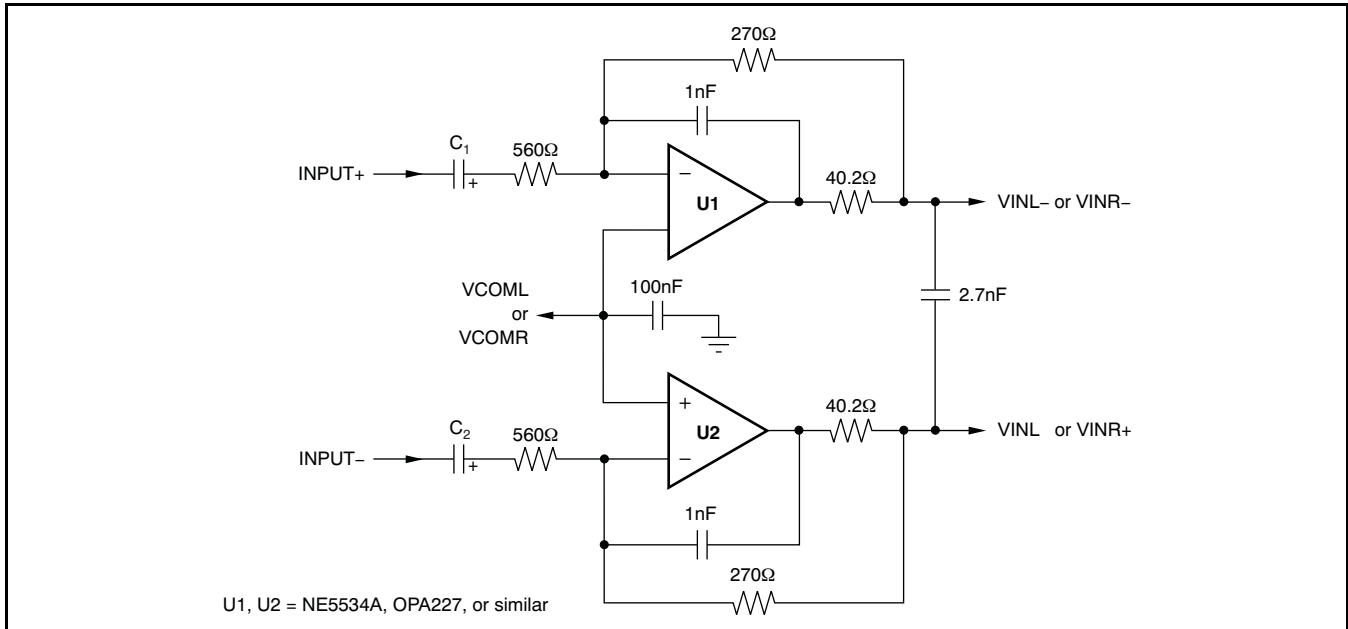 270Ω
1nF
C1
560Ω
INPUT+
+
−
U1
40.2Ω
VINL− or VINR−
VCOML
or
VCOMR
100nF
2.7nF
+
U2
−
40.2Ω
VINL or VINR+
C2
560Ω
INPUT−
+
1nF
270Ω
U1, U2 = NE5534A, OPA227, or similar